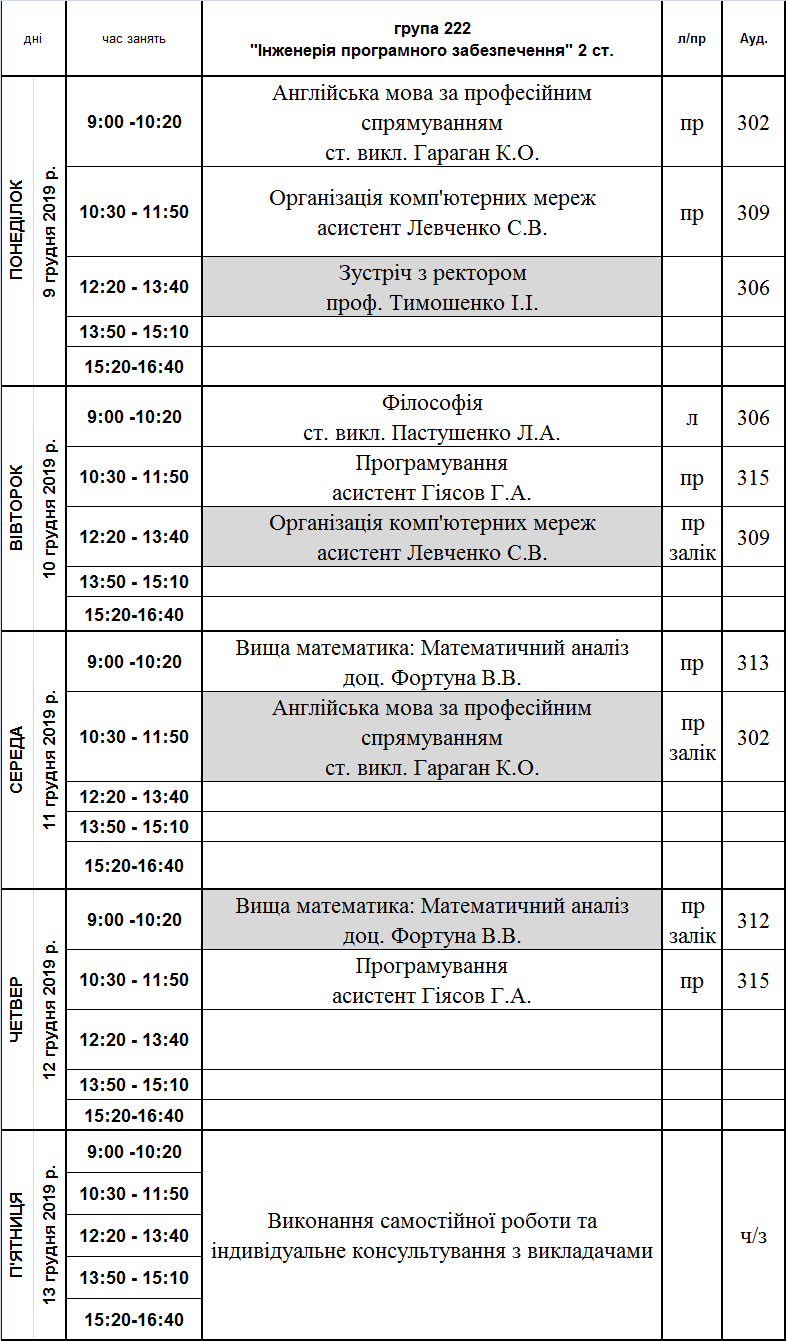 дні
час занять
група 222
"Інженерія програмного забезпечення" 2 ст.
л/пр
Ауд.
ПОНЕДІЛОК
9 грудня 2019 р.
9:00 -10:20
Англійська мова за професійним
спрямуванням
ст. викл. Гараган К.О.
пр
302
10:30 - 11:50
Організація комп'ютерних мереж
асистент Левченко С.В.
пр
309
12:20 - 13:40
Зустріч з ректором
проф. Тимошенко І.І.
306
13:50 - 15:10
15:20-16:40
ВІВТОРОК
10 грудня 2019 р.
9:00 -10:20
Філософія
ст. викл. Пастушенко Л.А.
л
306
10:30 - 11:50
Програмування
асистент Гіясов Г.А.
пр
315
12:20 - 13:40
Організація комп'ютерних мереж
асистент Левченко С.В.
пр
залік
309
13:50 - 15:10
15:20-16:40
СЕРЕДА
11 грудня 2019 р.
9:00 -10:20
Вища математика: Математичний аналіз
доц. Фортуна В.В.
пр
313
10:30 - 11:50
Англійська мова за професійним
спрямуванням
ст. викл. Гараган К.О.
пр
залік
302
12:20 - 13:40
13:50 - 15:10
15:20-16:40
ЧЕТВЕР
12 грудня 2019 р.
9:00 -10:20
Вища математика: Математичний аналіз
доц. Фортуна В.В.
пр
залік
312
10:30 - 11:50
Програмування
асистент Гіясов Г.А.
пр
315
12:20 - 13:40
13:50 - 15:10
15:20-16:40
П'ЯТНИЦЯ
13 грудня 2019 р.
9:00 -10:20
10:30 - 11:50
12:20 - 13:40
13:50 - 15:10
15:20-16:40
Виконання самостійної роботи та
індивідуальне консультування з викладачами
ч/з